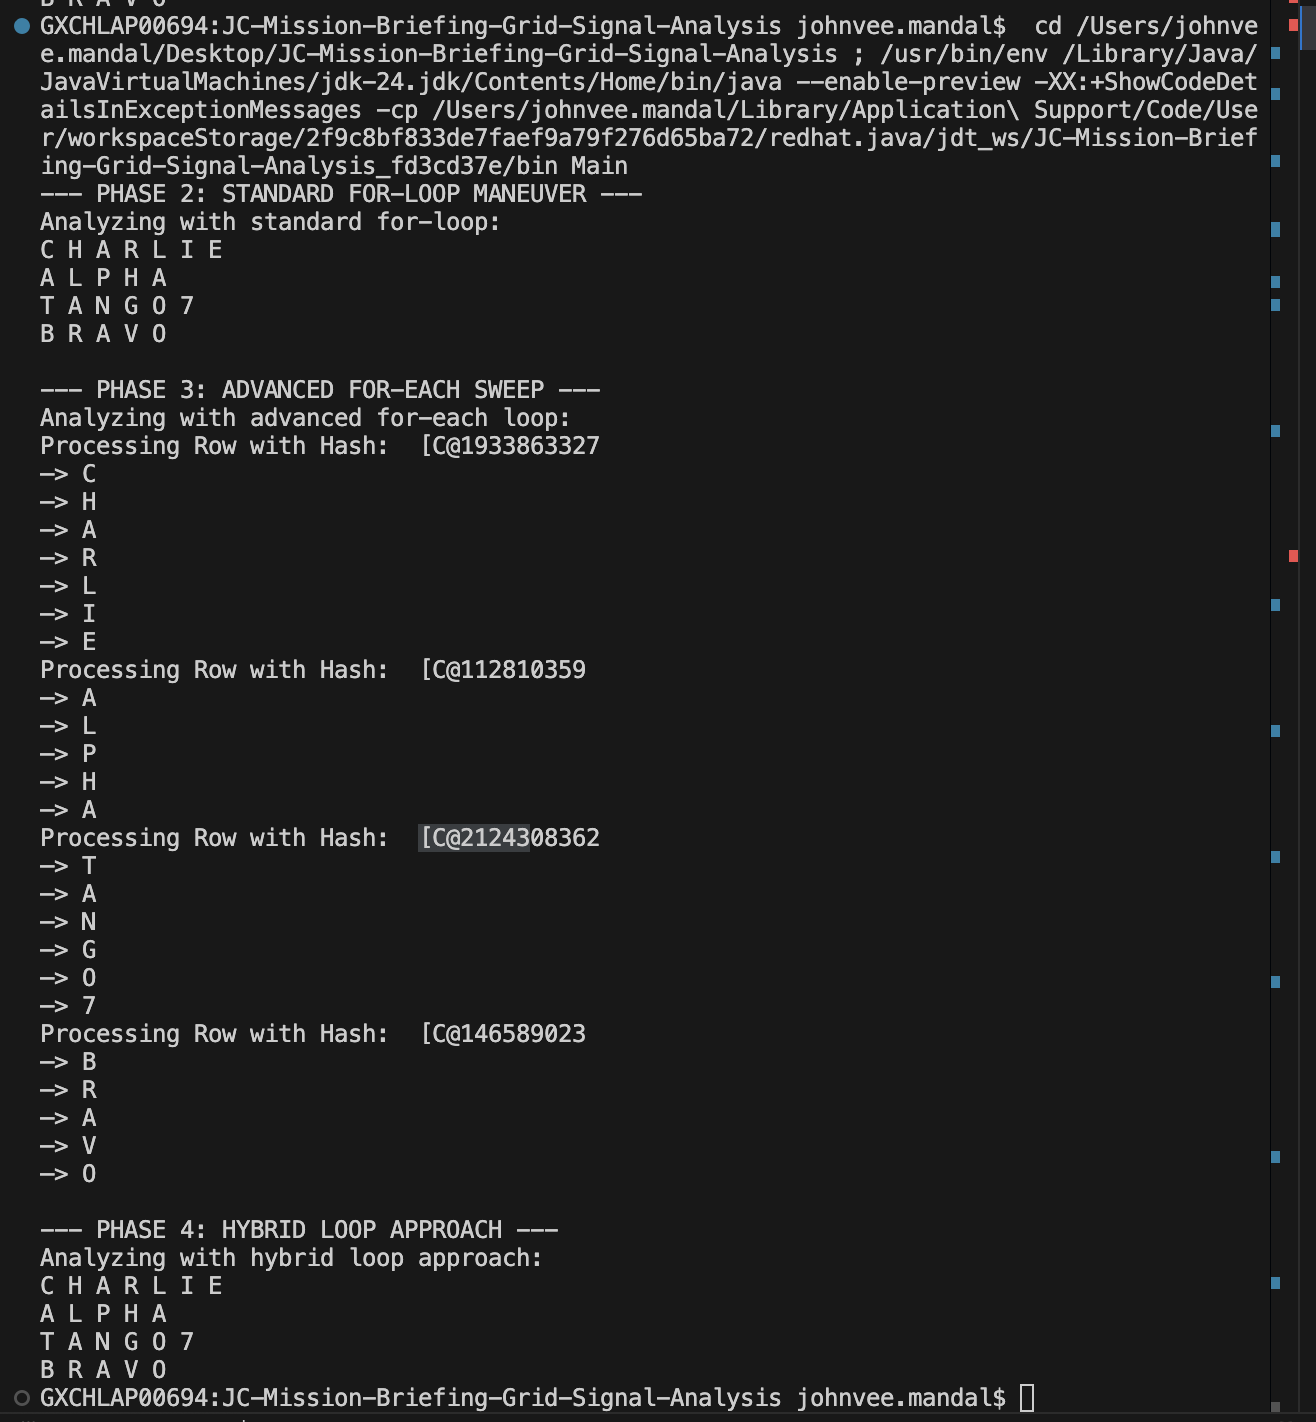 B R A V O
GXCHLAP00694:JC-Mission-Briefing-Grid-Signal-Analysis johnvee.mandal$  cd /Users/johnve
e.mandal/Desktop/JC-Mission-Briefing-Grid-Signal-Analysis ; /usr/bin/env /Library/Java/
JavaVirtualMachines/jdk-24.jdk/Contents/Home/bin/java --enable-preview -XX:+ShowCodeDet
ailsInExceptionMessages -cp /Users/johnvee.mandal/Library/Application\ Support/Code/Use
r/workspaceStorage/2f9c8bf833de7faef9a79f276d65ba72/redhat.java/jdt_ws/JC-Mission-Brief
ing-Grid-Signal-Analysis_fd3cd37e/bin Main
--- PHASE 2: STANDARD FOR-LOOP MANEUVER ---
Analyzing with standard for-loop:
C H A R L I E
A L P H A
T A N G O 7
B R A V O
--- PHASE 3: ADVANCED FOR-EACH SWEEP ---
Analyzing with advanced for-each loop:
Processing Row with Hash:  [C@1933863327
-> C
-> H
-> A
-> R
-> L
-> I
-> E
Processing Row with Hash:  [C@112810359
-> A
-> L
-> P
-> H
-> A
Processing Row with Hash:  [C@2124308362
-> T
-> A
-> N
-> G
-> O
-> 7
Processing Row with Hash:  [C@146589023
-> B
-> R
-> A
-> V
-> O
--- PHASE 4: HYBRID LOOP APPROACH ---
Analyzing with hybrid loop approach:
C H A R L I E
A L P H A
T A N G O 7
B R A V O
GXCHLAP00694:JC-Mission-Briefing-Grid-Signal-Analysis johnvee.mandal$